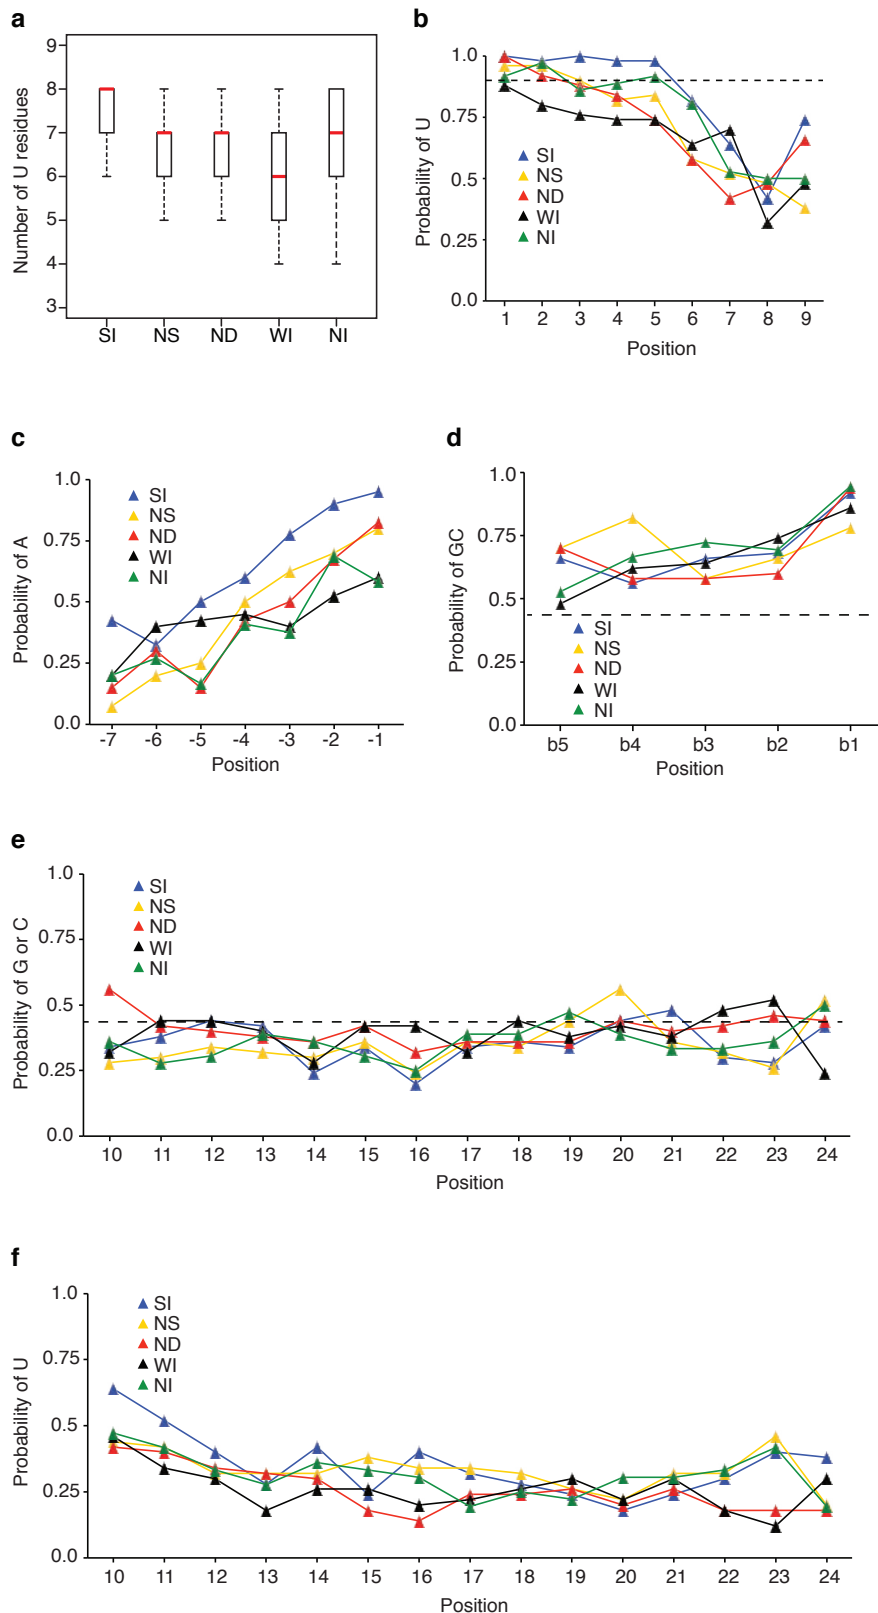 a
Number of U residues
9
8
7
6
5
4
3
SI NS ND WI NI
b
Probability of U
1.0
0.75
0.5
0.25
0.0
SI
NS
ND
WI
NI
1 2 3 4 5 6 7 8 9
Position
c
Probability of A
1.0
0.75
0.5
0.25
0.0
SI
NS
ND
WI
NI
-7 -6 -5 -4 -3 -2 -1
Position
d
Probability of GC
1.0
0.75
0.5
0.25
0.0
SI
NS
ND
WI
NI
b5 b4 b3 b2 b1
Position
e
Probability of G or C
1.0
0.75
0.5
0.25
0.0
SI
NS
ND
WI
NI
10 11 12 13 14 15 16 17 18 19 20 21 22 23 24
Position
f
Probability of U
1.0
0.75
0.5
0.25
0.0
SI
NS
ND
WI
NI
10 11 12 13 14 15 16 17 18 19 20 21 22 23 24
Position